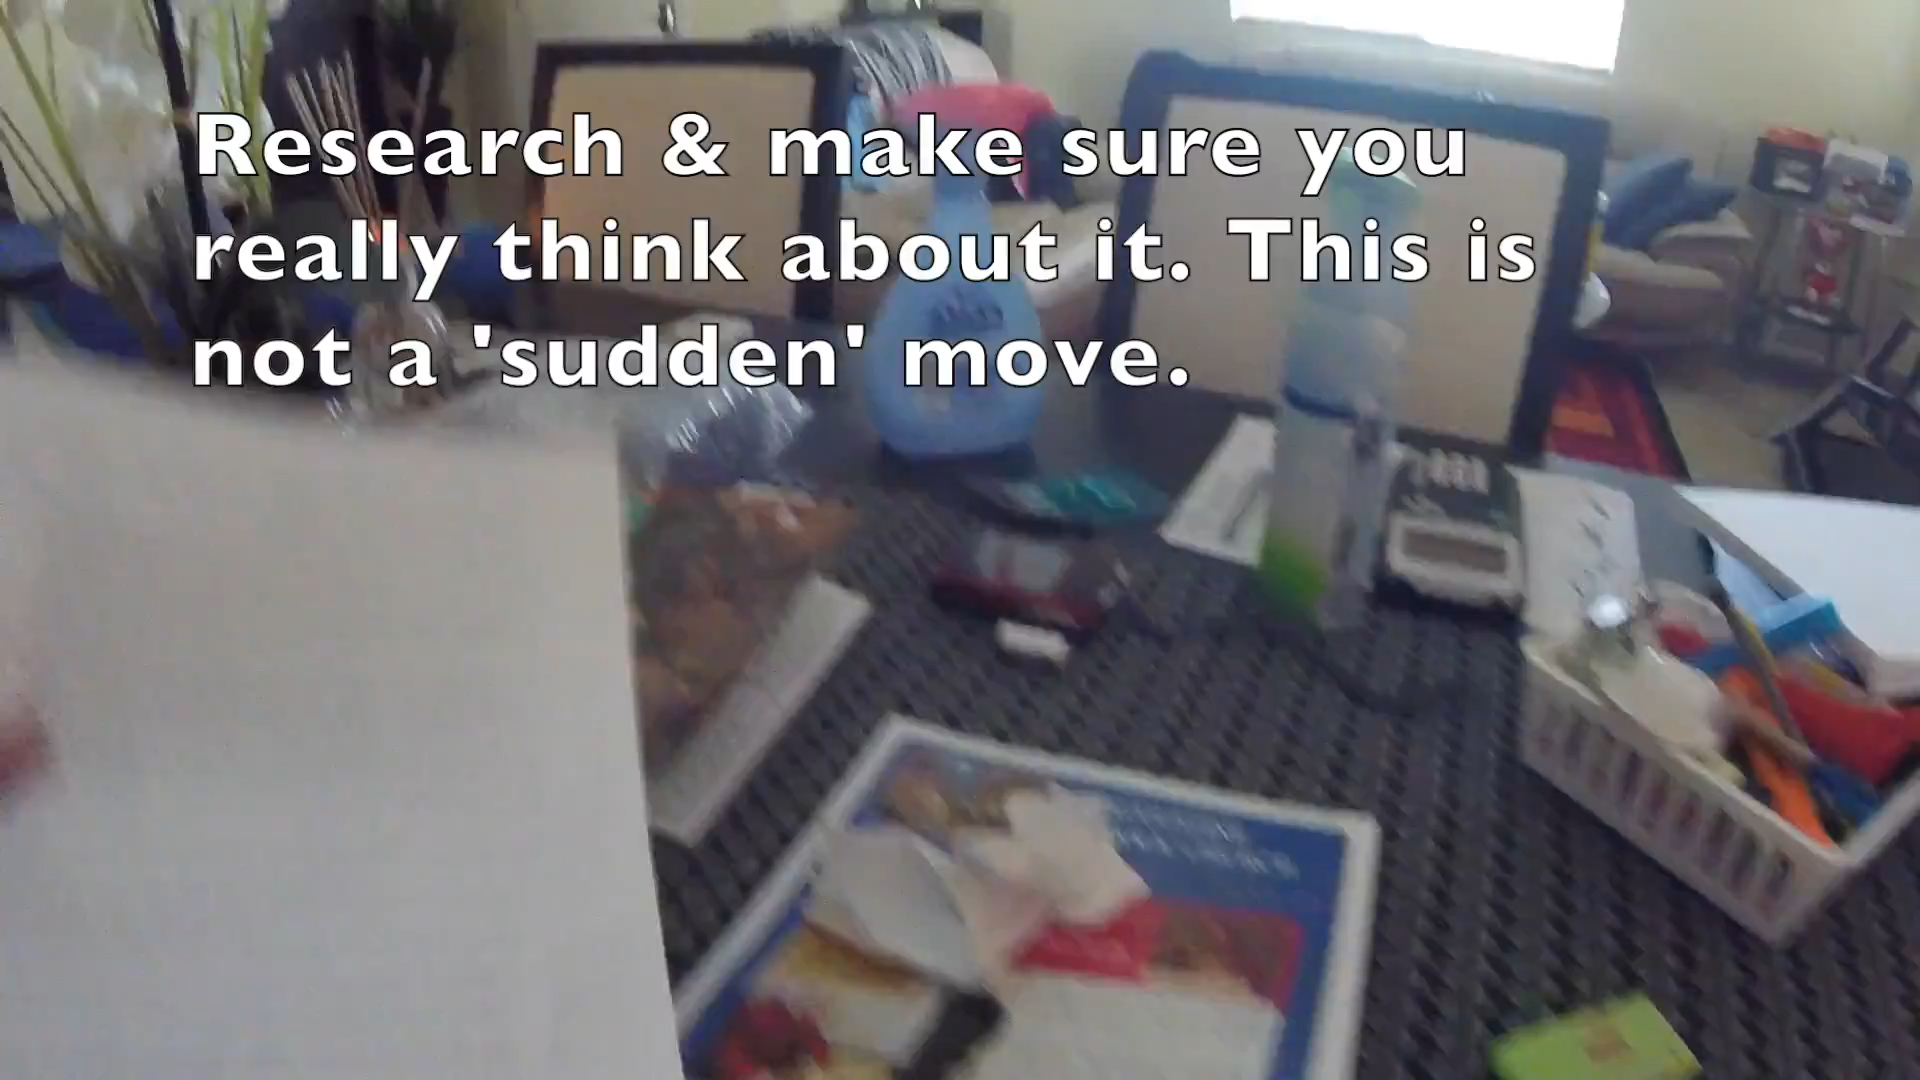 Research & make sure you
really think about it. This is
not a 'sudden' move.